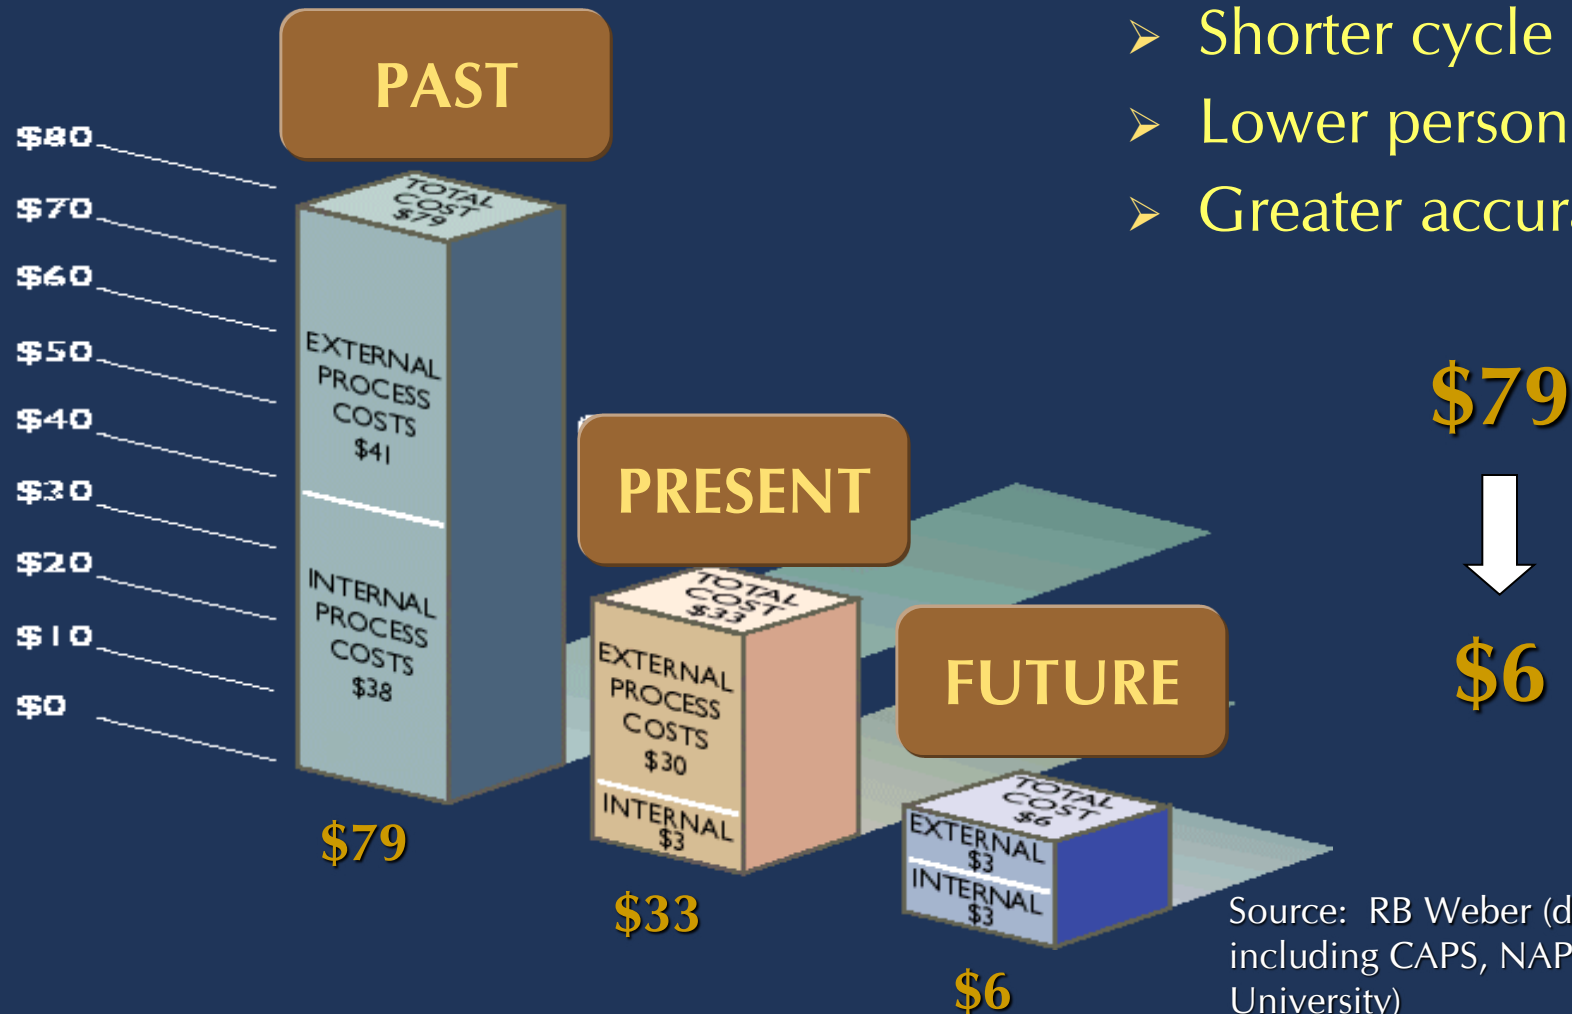 PAST
➢ Shorter cycle
➢ Lower person
➢ Greater accura
$80
$70
$60
$50
$40
$30
$20
$10
$0
TOTAL
COST
$79
EXTERNAL
PROCESS
COSTS
$41
INTERNAL
PROCESS
COSTS
$38
$79
PRESENT
TOTAL
COST
$33
EXTERNAL
PROCESS
COSTS
$30
INTERNAL
$3
$33
FUTURE
TOTAL
COST
$6
EXTERNAL
$3
INTERNAL
$3
$6
$79
$6
Source: RB Weber (d
including CAPS, NAP
University)